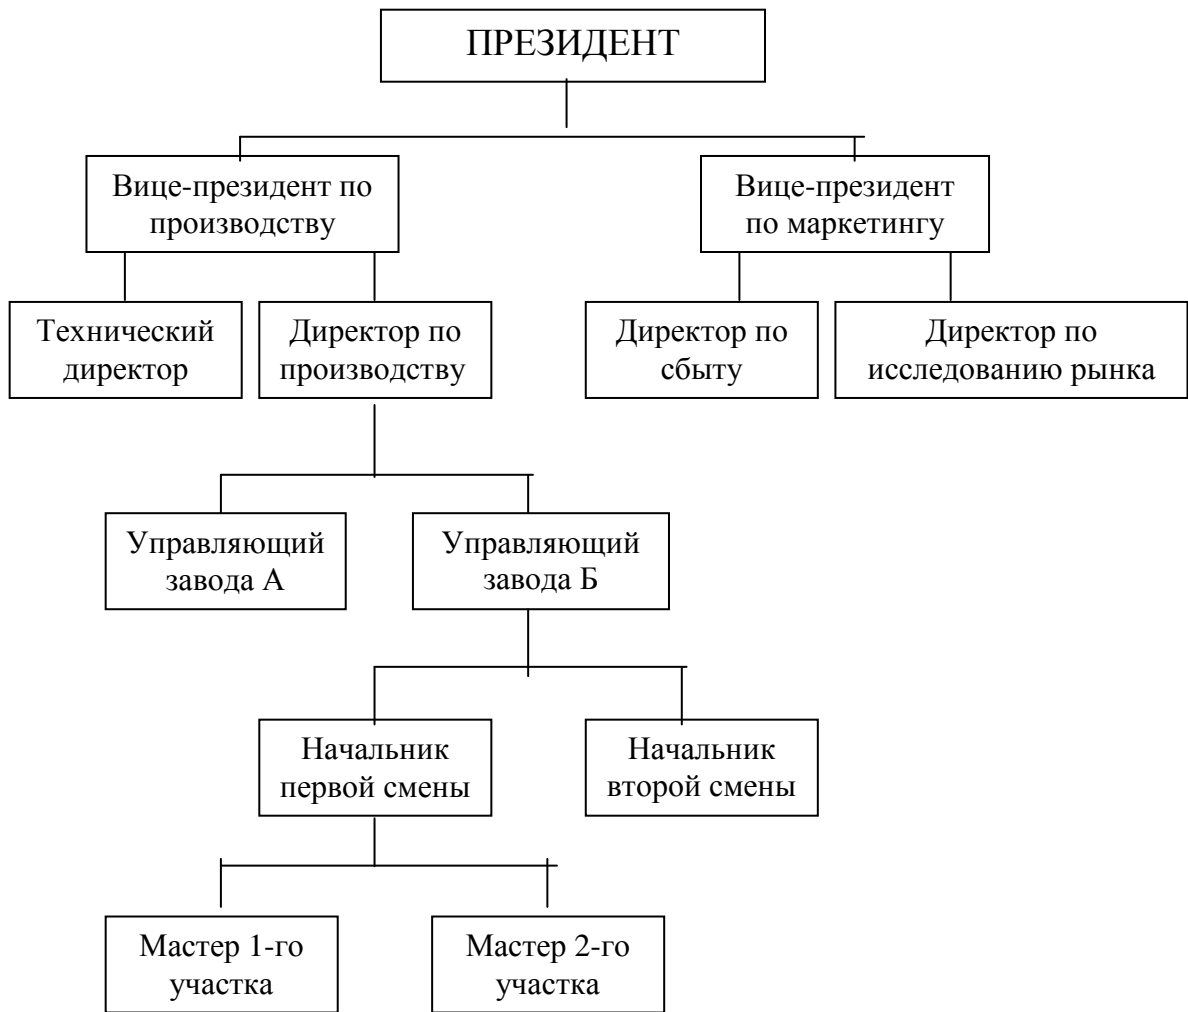 ПРЕЗИДЕНТ
Вице-президент по
производству
Вице-президент
по маркетингу
Технический
директор
Директор по
производству
Директор по
сбыту
Директор по
исследованию рынка
Управляющий
завода А
Управляющий
завода Б
Начальник
первой смены
Начальник
второй смены
Мастер 1-го
участка
Мастер 2-го
участка